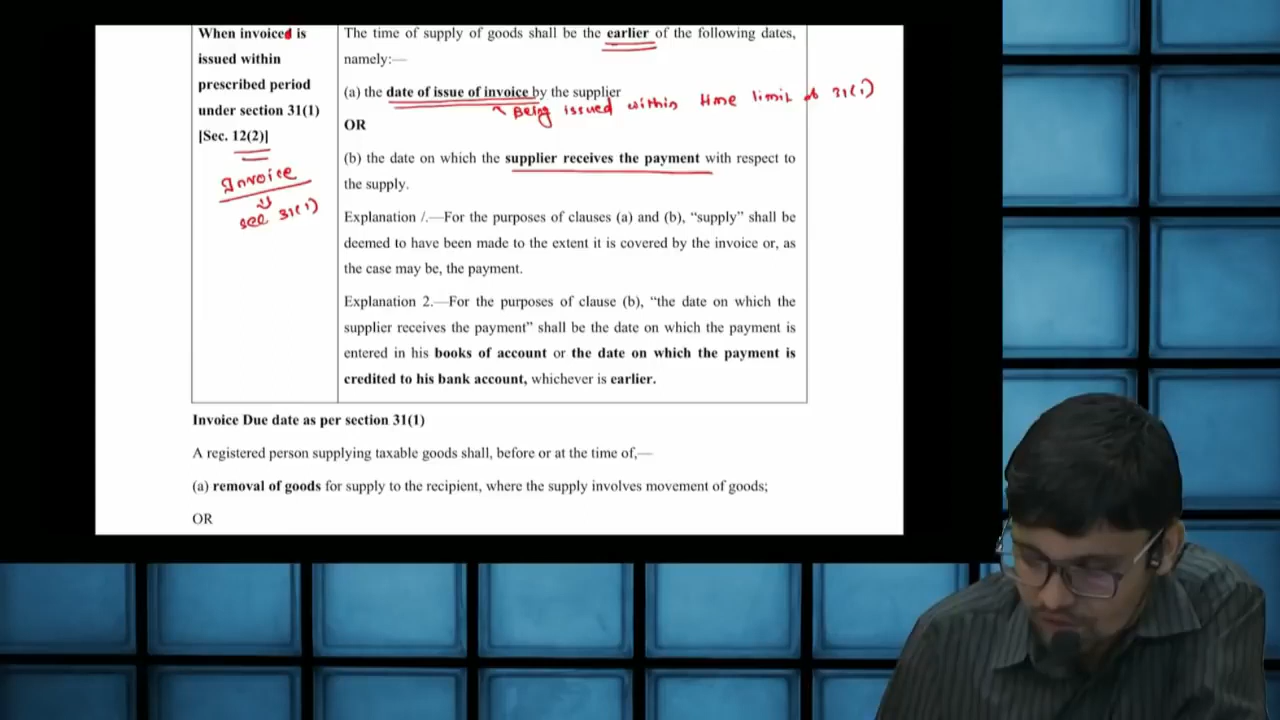 When invoiced is
issued within
prescribed period
under section 31(1)
[Sec. 12(2)]
Invoice
sec 31(1)
The time of supply of goods shall be the earlier of the following dates,
namely:—
(a) the date of issue of invoice by the supplier
Being issued within time limit of 31(1)
OR
(b) the date on which the supplier receives the payment with respect to
the supply.
Explanation 1.—For the purposes of clauses (a) and (b), “supply” shall be
deemed to have been made to the extent it is covered by the invoice or, as
the case may be, the payment.
Explanation 2.—For the purposes of clause (b), “the date on which the
supplier receives the payment” shall be the date on which the payment is
entered in his books of account or the date on which the payment is
credited to his bank account, whichever is earlier.
Invoice Due date as per section 31(1)
A registered person supplying taxable goods shall, before or at the time of,—
(a) removal of goods for supply to the recipient, where the supply involves movement of goods;
OR